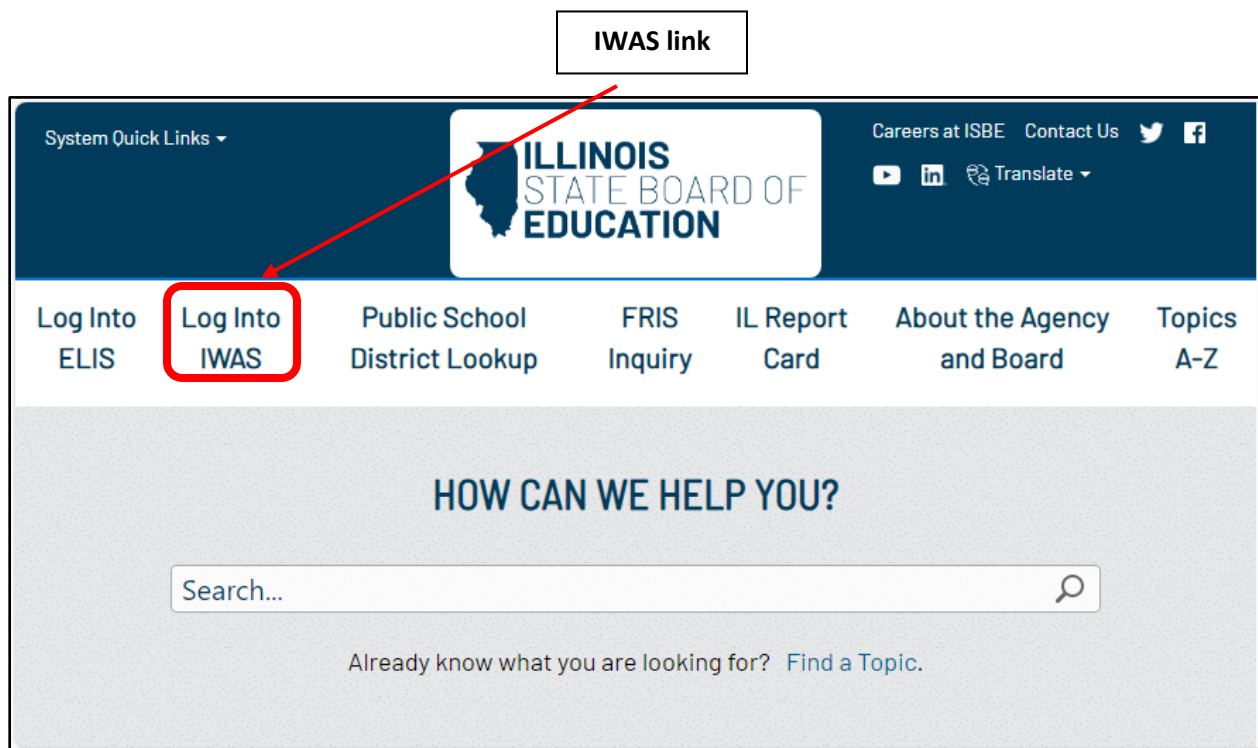 IWAS link
System Quick Links
ILLINOIS
STATE BOARD OF
EDUCATION
Careers at ISBE Contact Us
Translate
Log Into
ELIS
Log Into
IWAS
Public School
District Lookup
FRIS
Inquiry
IL Report
Card
About the Agency
and Board
Topics
A-Z
HOW CAN WE HELP YOU?
Search...
Already know what you are looking for? Find a Topic.